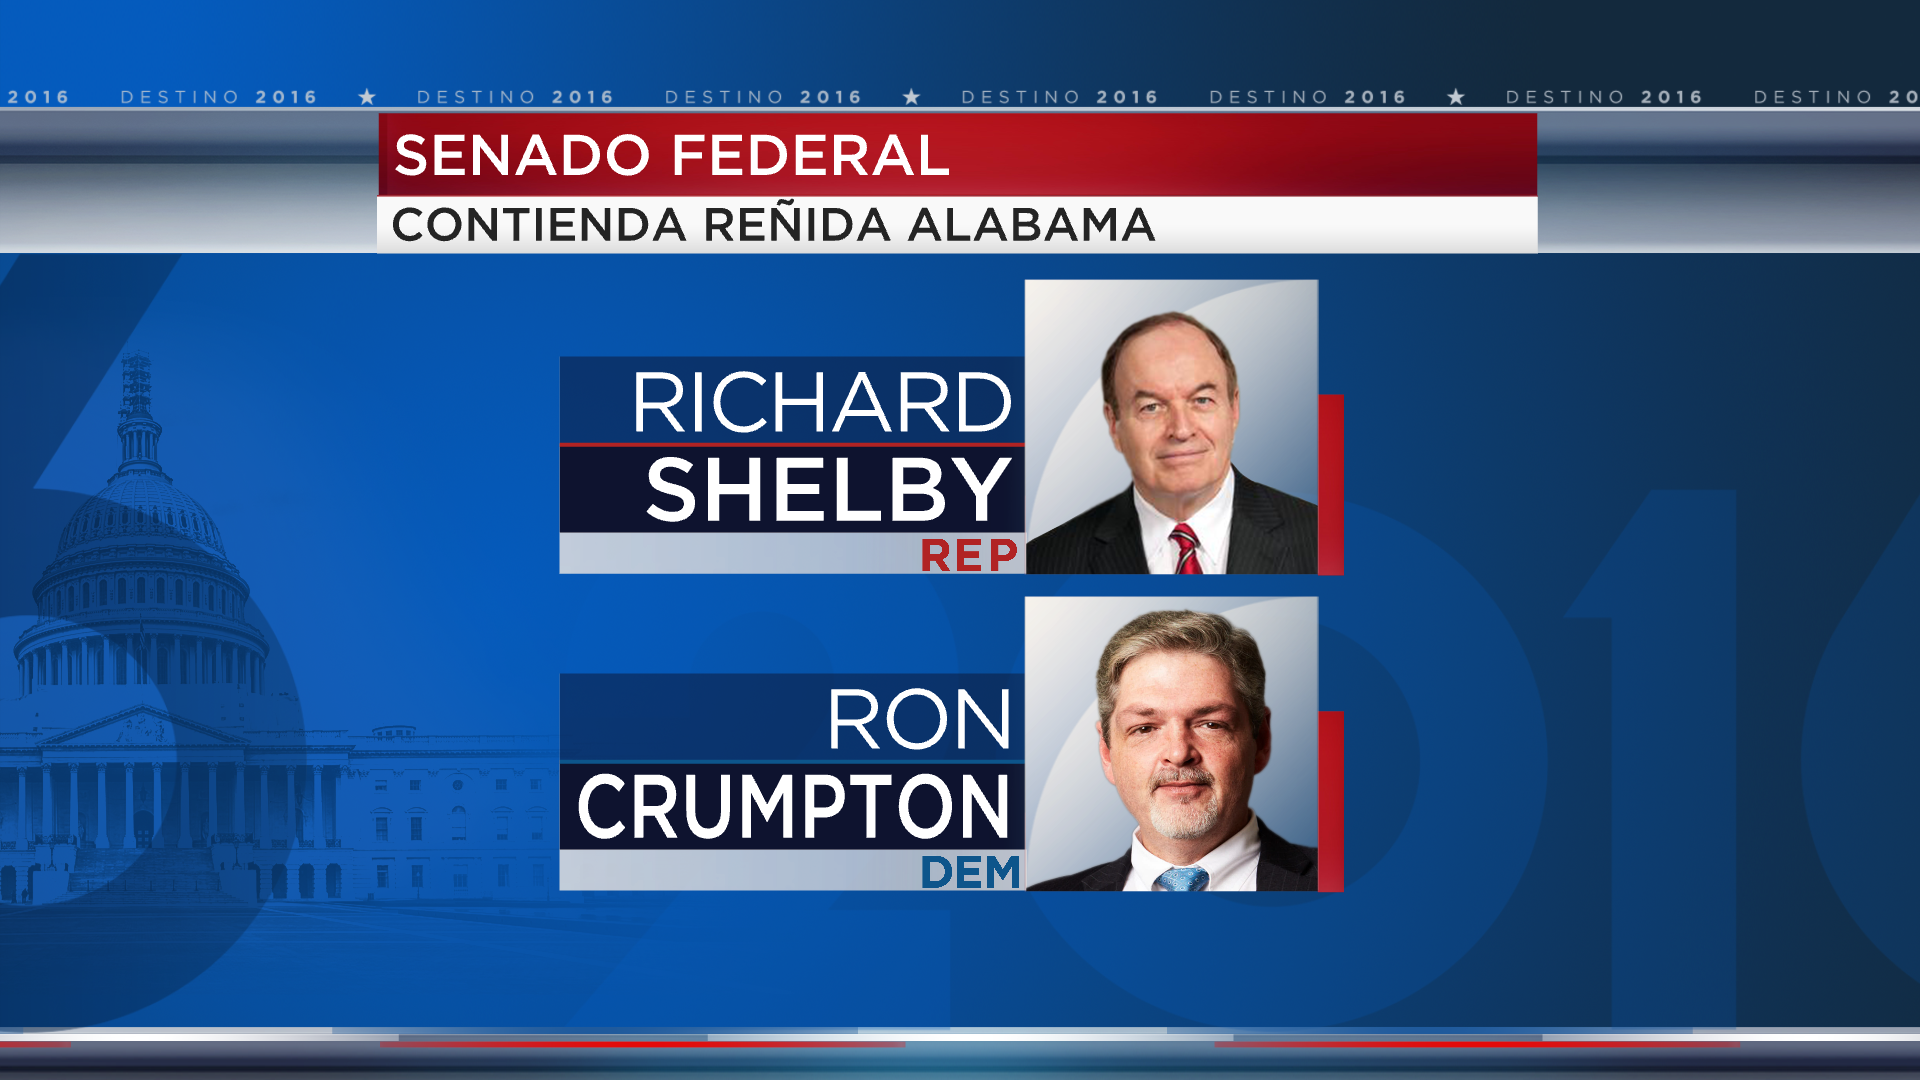 2016 DESTINO 2016 ★ DESTINO 2016 DESTINO 2016 ★ DESTINO 2016 DESTINO 2016 ★ DESTINO 2016 DESTINO 20
SENADO FEDERAL
CONTIENDA REÑIDA ALABAMA
RICHARD
SHELBY
REP
RON
CRUMPTON
DEM